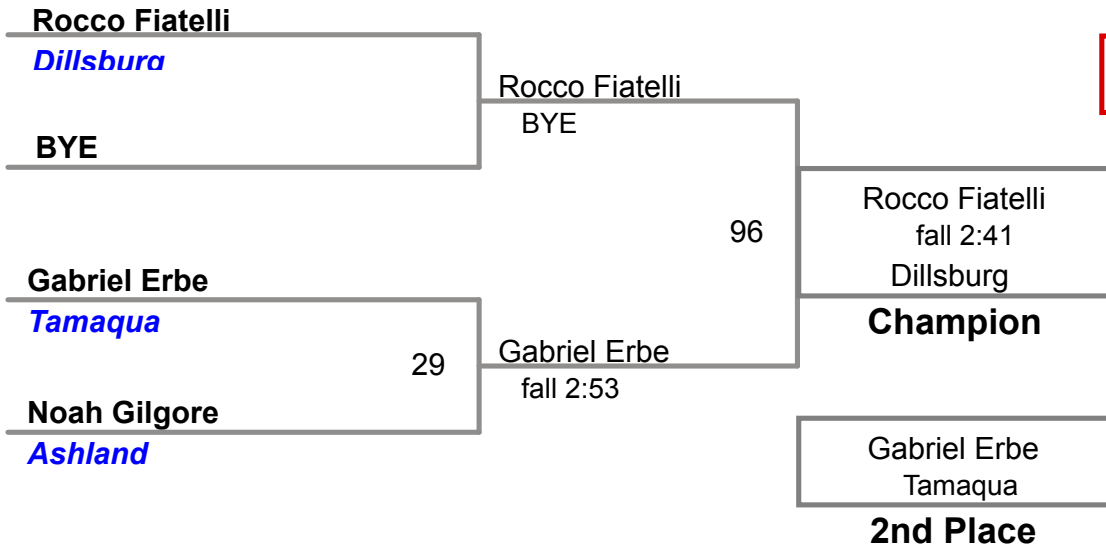 Rocco Fiatelli
Dillsburg
BYE
Rocco Fiatelli
BYE
Gabriel Erbe
Tamaqua
29
Noah Gilgore
Ashland
Gabriel Erbe
fall 2:53
96
Rocco Fiatelli
fall 2:41
Dillsburg
Champion
Gabriel Erbe
Tamaqua
2nd Place